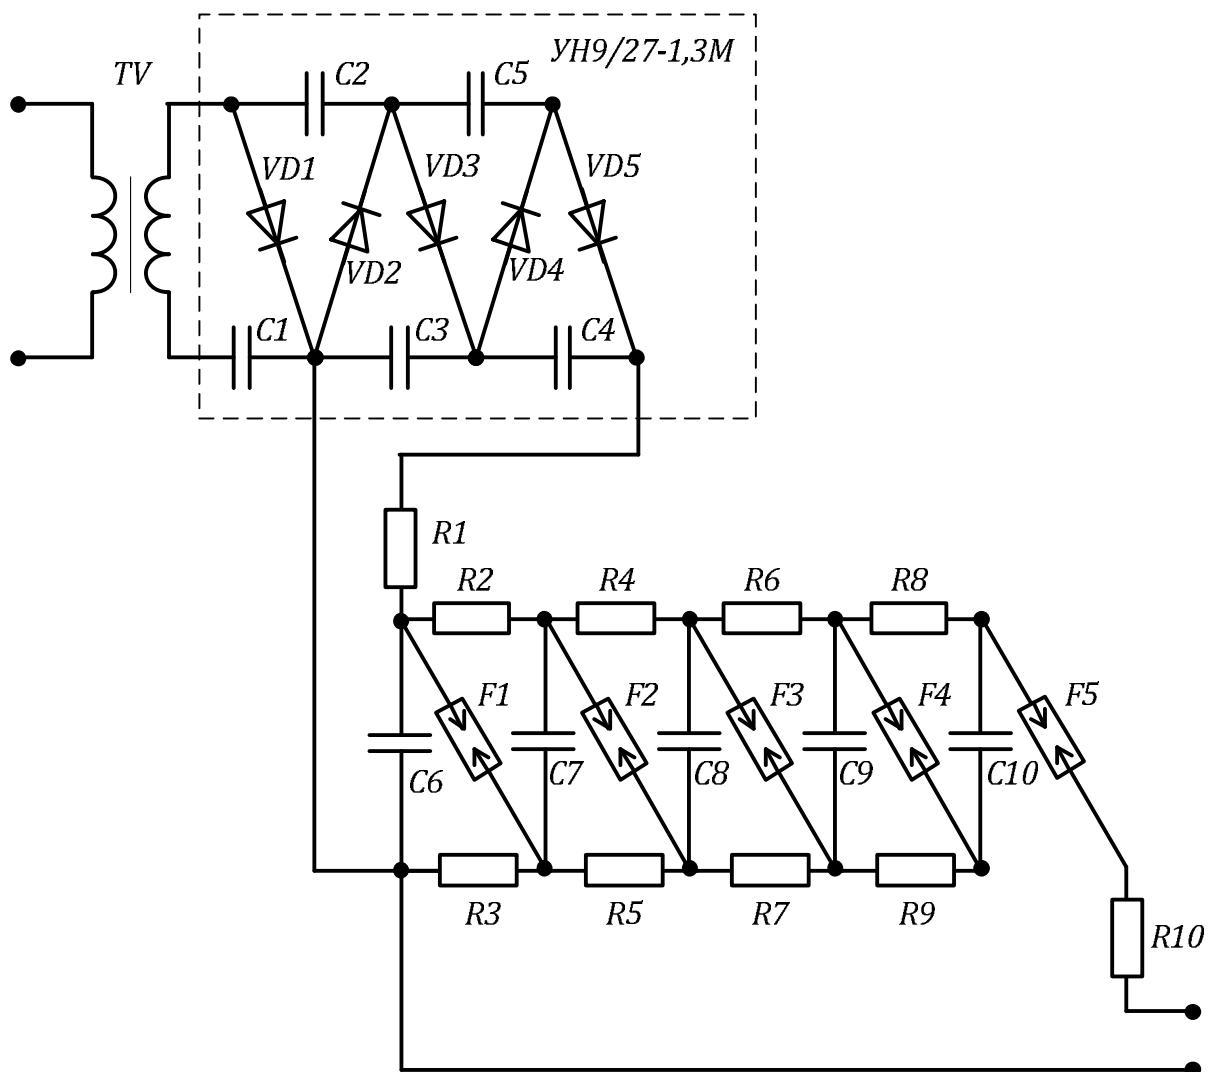 УН9/27-1,3М
TV
C2
C5
VD1
VD3
VD5
VD2
VD4
C1
C3
C4
R1
R2
R4
R6
R8
F1
F2
F3
F4
F5
C6
C7
C8
C9
C10
R3
R5
R7
R9
R10